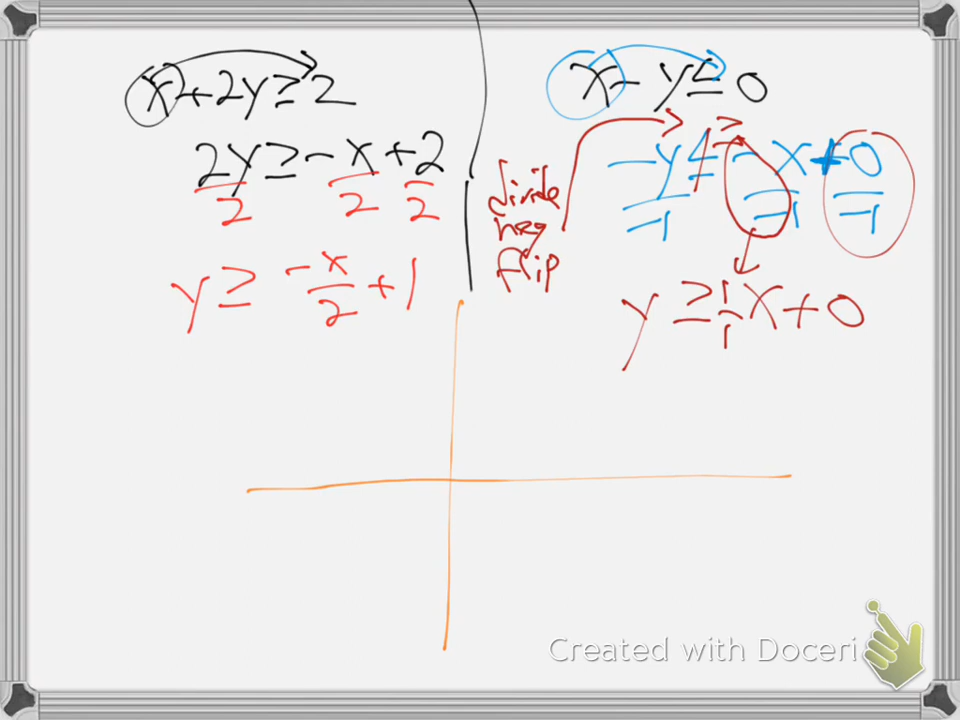 x + 2y ≥ 2
2y ≥ -x + 2
2 2 2
y ≥ -x/2 + 1
x - y ≤ 0
-y ≤ ≥ -x + 0
-1 -1 -1
divide
neg
flip
y ≥ 1/1 x + 0
Created with Doceri